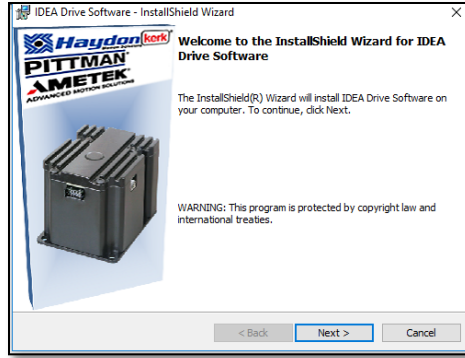 IDEA Drive Software - InstallShield Wizard
Haydon kerk
PITTMAN
AMETEK
ADVANCED MOTION SOLUTIONS
Welcome to the InstallShield Wizard for IDEA
Drive Software
The InstallShield(R) Wizard will install IDEA Drive Software on
your computer. To continue, click Next.
WARNING: This program is protected by copyright law and
international treaties.
< Back Next > Cancel